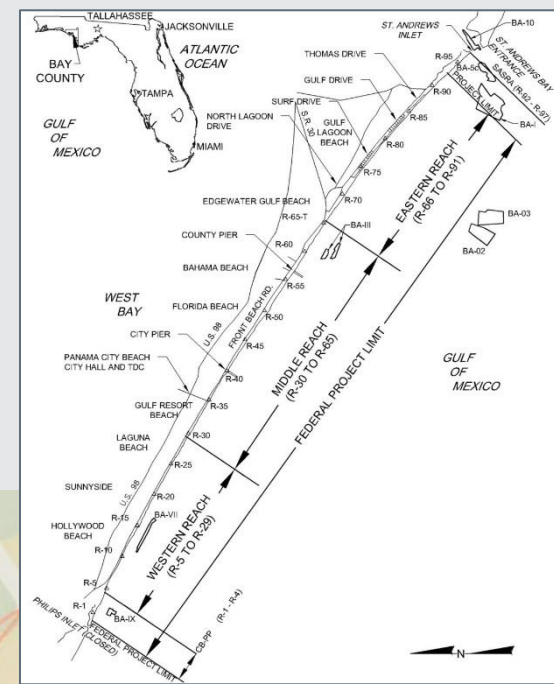 TALLAHASSEE
JACKSONVILLE
BAY
COUNTY
ATLANTIC
OCEAN
TAMPA
GULF
OF
MEXICO
MIAMI
ST. ANDREWS
INLET
BA-10
ST. ANDREWS BAY
ENTRANCE
SASRA (R-92 - R-97)
BA-5c
PROJECT LIMIT
BA-I
R-95
THOMAS DRIVE
R-90
GULF DRIVE
SURF DRIVE
R-85
GULF
LAGOON
BEACH
R-80
NORTH LAGOON
DRIVE
R-75
EASTERN REACH
(R-66 TO R-91)
EDGEWATER GULF BEACH
R-70
R-65-T
BA-03
BA-02
BA-III
COUNTY PIER
R-60
BAHAMA BEACH
R-55
WEST
BAY
FLORIDA BEACH
R-50
FRONT BEACH RD.
U.S. 98
R-45
CITY PIER
MIDDLE REACH
(R-30 TO R-65)
FEDERAL PROJECT LIMIT
GULF
OF
MEXICO
PANAMA CITY BEACH
CITY HALL AND TDC
R-40
R-35
GULF RESORT
BEACH
R-30
LAGUNA
BEACH
R-25
SUNNYSIDE
U.S. 98
R-20
R-15
BA-VII
WESTERN REACH
(R-5 TO R-29)
HOLLYWOOD
BEACH
R-10
R-5
R-1
BA-IX
CB-PP (R-1 - R-4)
PHILIPS INLET (CLOSED)
FEDERAL PROJECT LIMIT
N